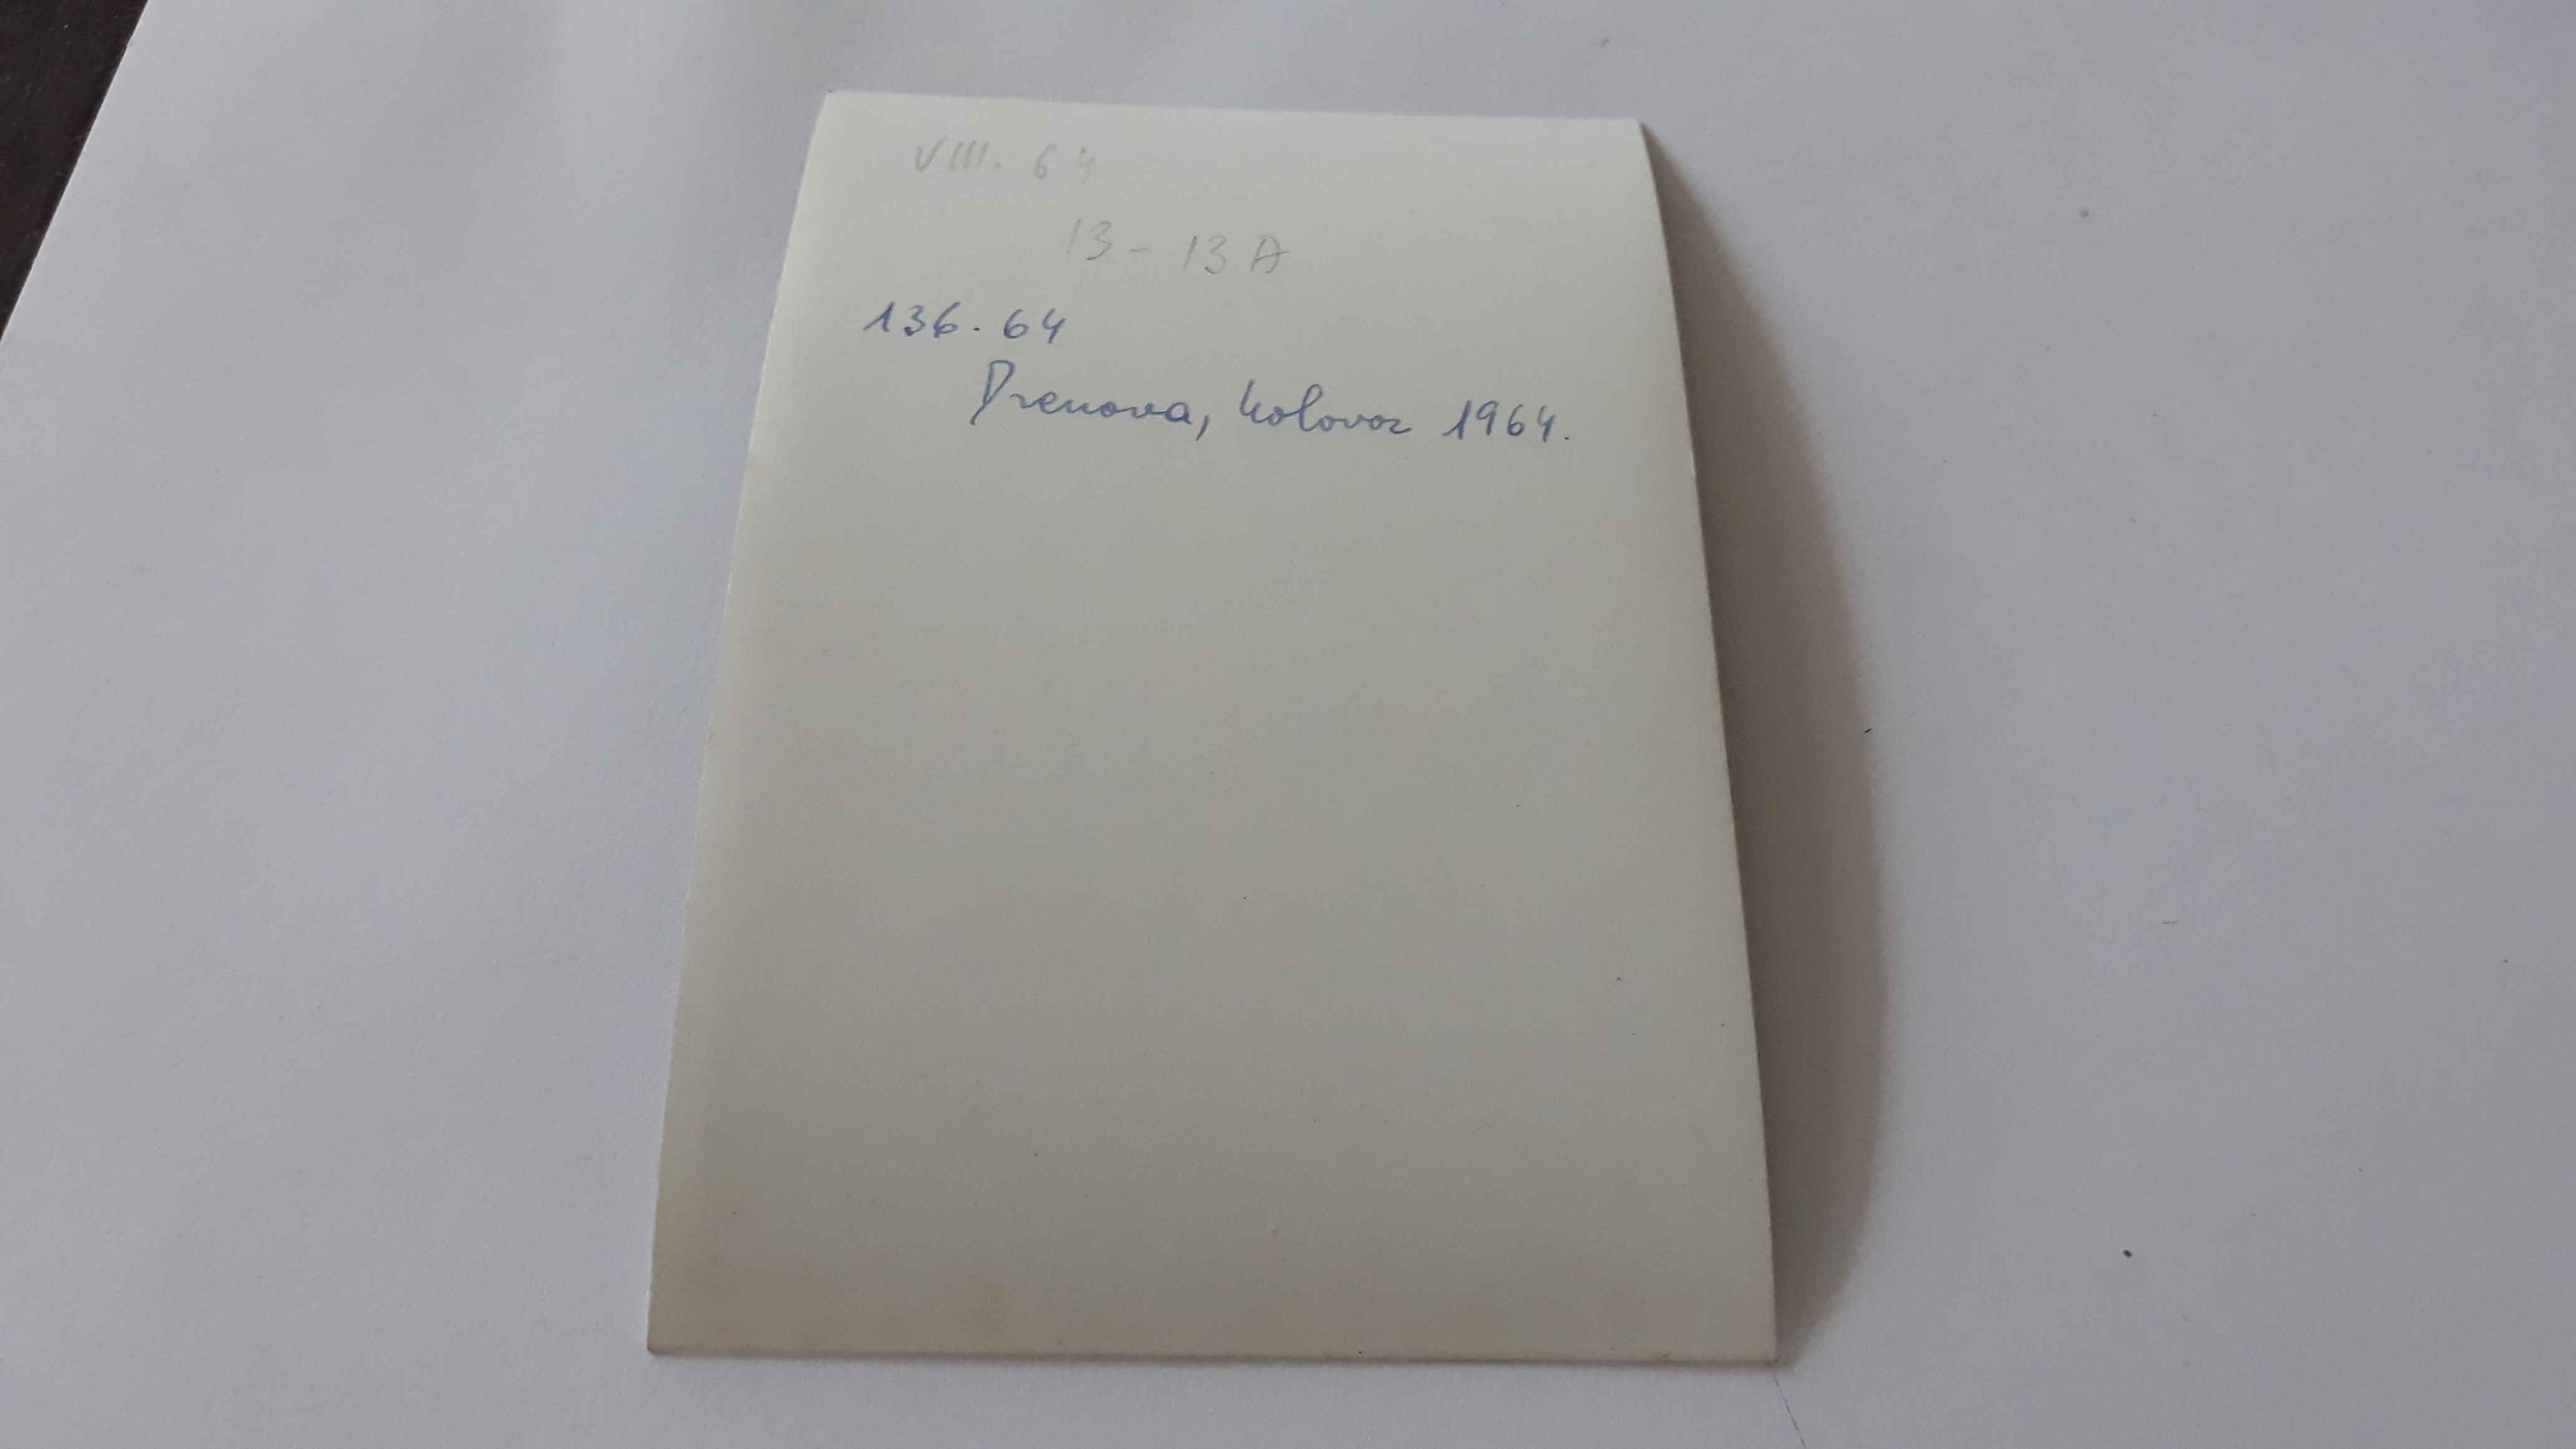 VIII. 64
13 - 13 A
136. 64
Drenova, kolovoz 1964.